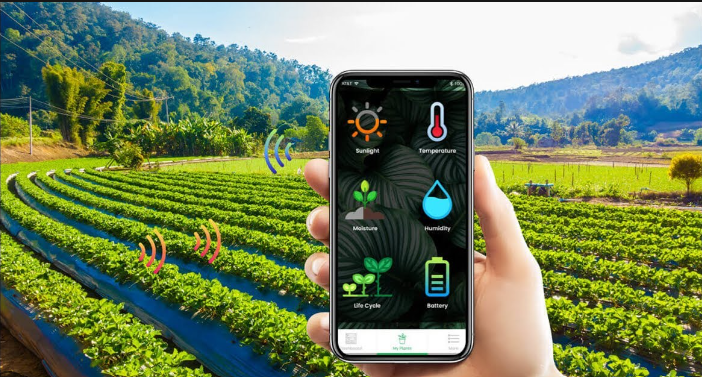 AT&T
Sunlight
Temperature
Moisture
Humidity
Life Cycle
Battery
My Plants